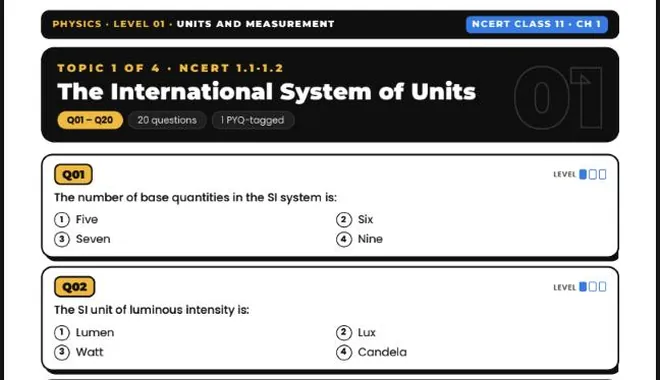 PHYSICS · LEVEL 01 · UNITS AND MEASUREMENT
NCERT CLASS 11 · CH 1
TOPIC 1 OF 4 · NCERT 1.1-1.2
The International System of Units
01
Q01 – Q20 20 questions 1 PYQ-tagged
Q01
LEVEL
The number of base quantities in the SI system is:
1 Five 2 Six
3 Seven 4 Nine
Q02
LEVEL
The SI unit of luminous intensity is:
1 Lumen 2 Lux
3 Watt 4 Candela